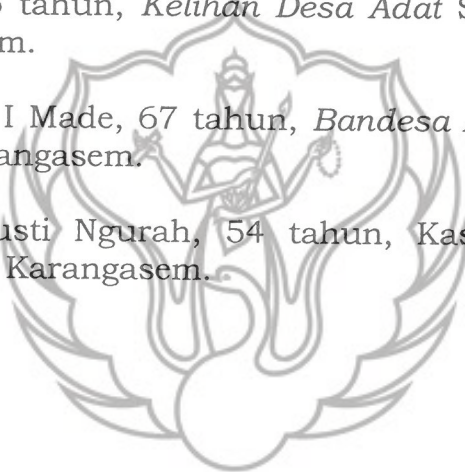 tahun, Kelihan Desa Adat S
m.
I Made, 67 tahun, Bandesa
angasem.
usti Ngurah, 54 tahun, Kas
Karangasem.